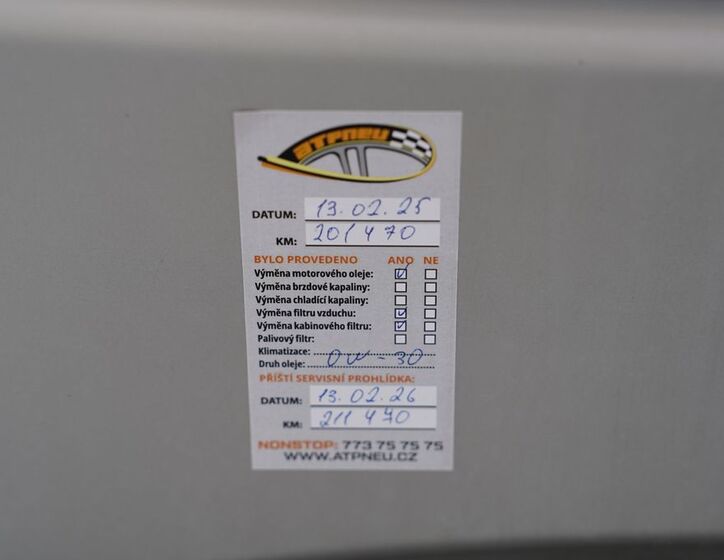 ATPNEU
DATUM: 13.02.25
KM: 201 470
BYLO PROVEDENO ANO NE
Výměna motorového oleje:
Výměna brzdové kapaliny:
Výměna chladící kapaliny:
Výměna filtru vzduchu:
Výměna kabinového filtru:
Palivový filtr:
Klimatizace:
Druh oleje: 0W-30
PŘÍŠTÍ SERVISNÍ PROHLÍDKA:
DATUM: 13.02.26
KM: 211 470
NONSTOP: 773 75 75 75
WWW.ATPNEU.CZ